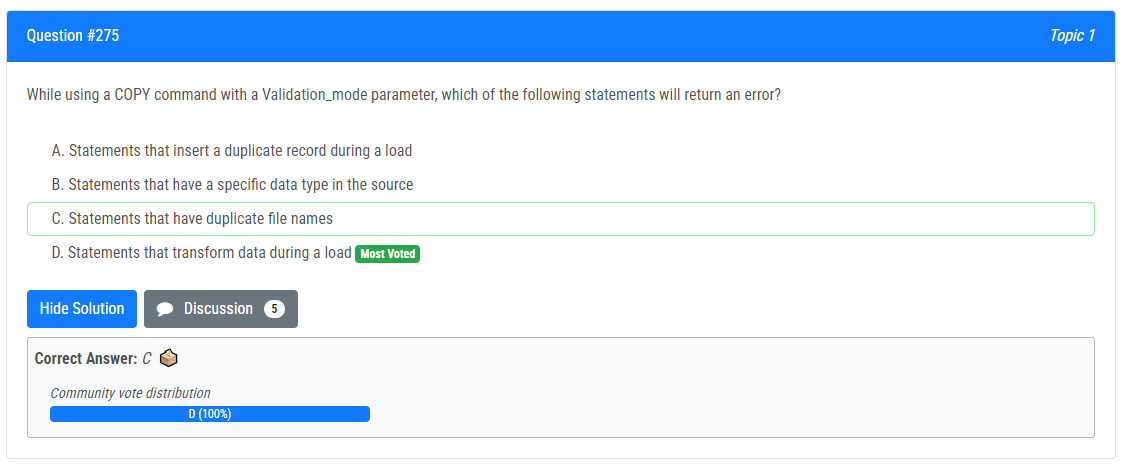 Question #275 Topic 1
While using a COPY command with a Validation_mode parameter, which of the following statements will return an error?
A. Statements that insert a duplicate record during a load
B. Statements that have a specific data type in the source
C. Statements that have duplicate file names
D. Statements that transform data during a load Most Voted
Hide Solution Discussion 5
Correct Answer: C
Community vote distribution
D (100%)